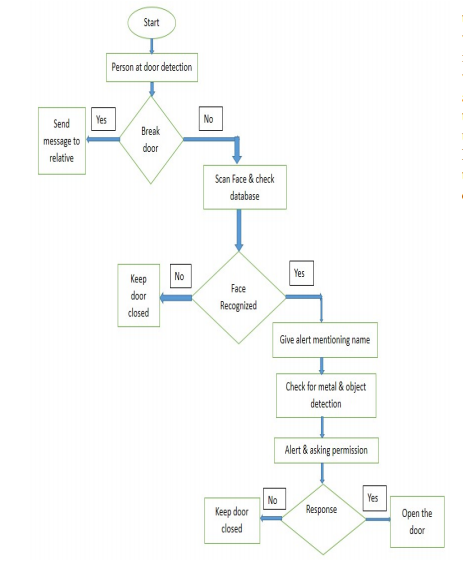 Start
Person at door detection
Yes
No
Send
message to
relative
Break
door
Scan Face & check
database
No
Yes
Keep
door
closed
Face
Recognized
Give alert mentioning name
Check for metal & object
detection
Alert & asking permission
No
Yes
Keep door
closed
Response
Open the
door